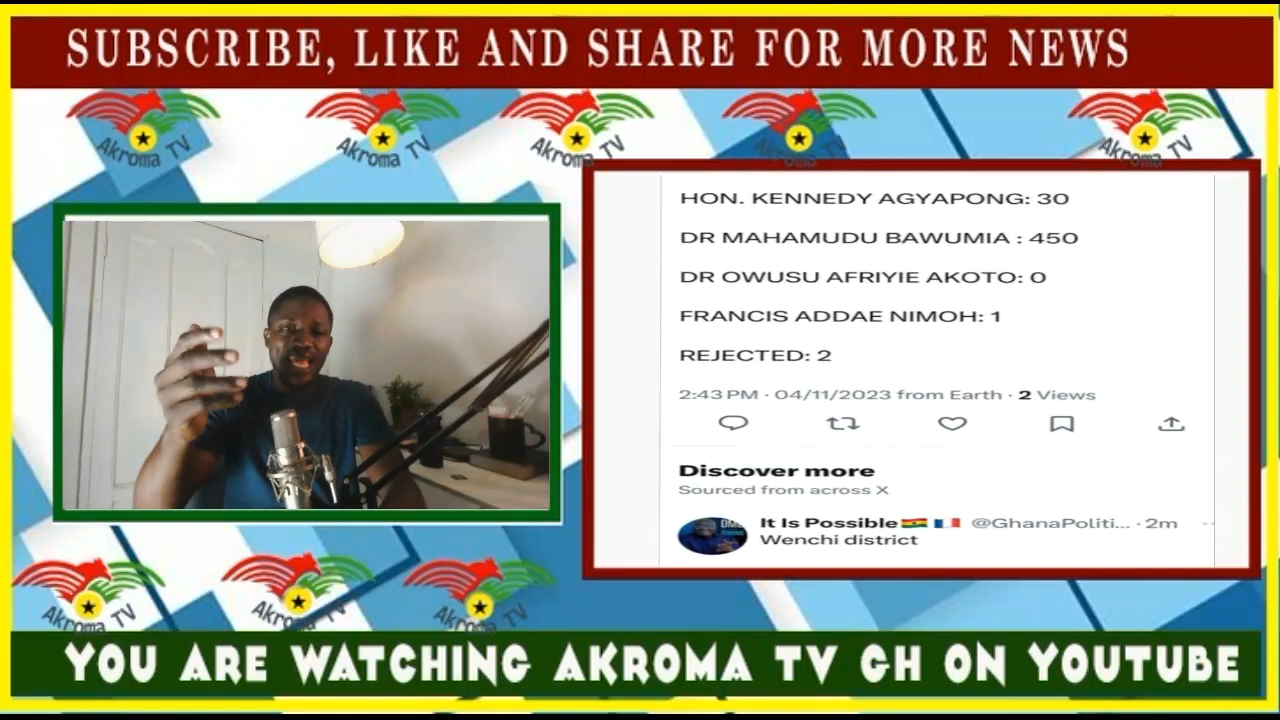 SUBSCRIBE, LIKE AND SHARE FOR MORE NEWS
Akroma TV
Akroma TV
Akroma TV
Akroma TV
Akroma TV
HON. KENNEDY AGYAPONG: 30
DR MAHAMUDU BAWUMIA : 450
DR OWUSU AFRIYIE AKOTO: 0
FRANCIS ADDAE NIMOH: 1
REJECTED: 2
2:43 PM · 04/11/2023 from Earth · 2 Views
Discover more
Sourced from across X
It Is Possible🇬🇭 🇫🇷 @GhanaPoliti... · 2m
Wenchi district
Akroma TV
Akroma TV
Akroma TV
YOU ARE WATCHING AKROMA TV GH ON YOUTUBE